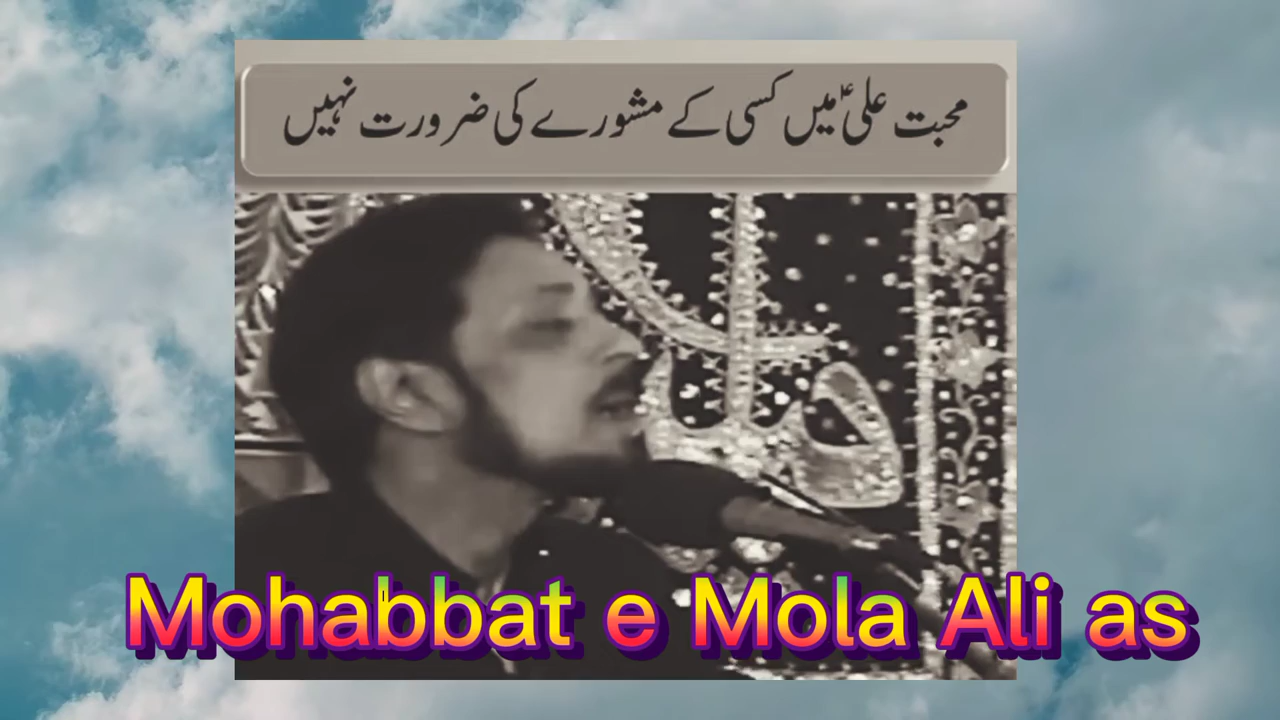 محبت علیؑ میں کسی کے مشورے کی ضرورت نہیں
Mohabbat e Mola Ali as